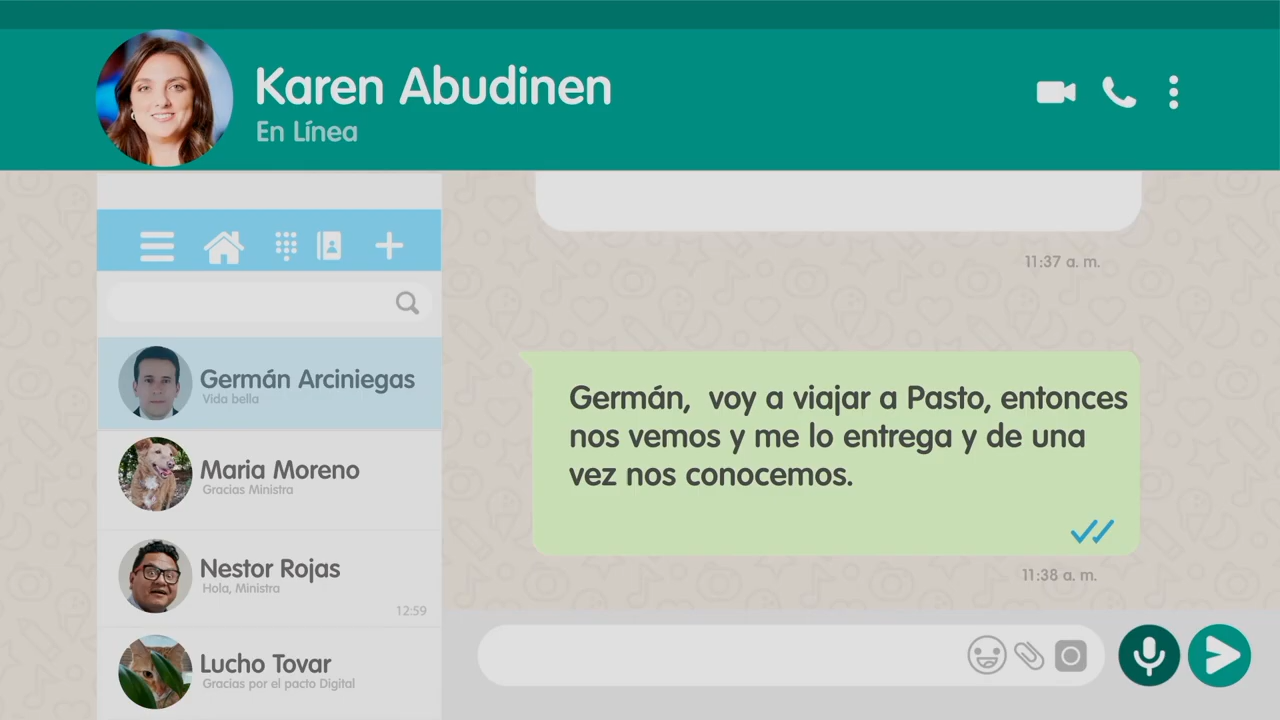 Karen Abudinen
En Línea
11:37 a. m.
Germán Arciniegas
Vida bella
Maria Moreno
Gracias Ministra
Nestor Rojas
Hola, Ministra
12:59
Lucho Tovar
Gracias por el pacto Digital
Germán, voy a viajar a Pasto, entonces
nos vemos y me lo entrega y de una
vez nos conocemos.
11:38 a. m.